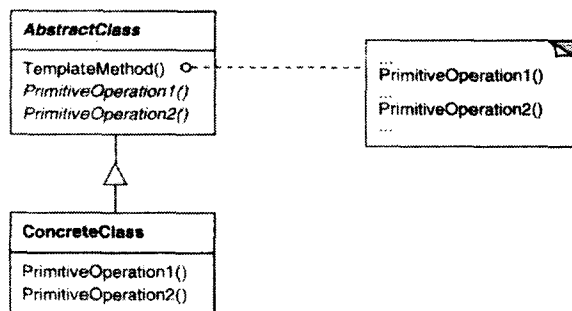 AbstractClass
TemplateMethod()
PrimitiveOperation1()
PrimitiveOperation2()
...
PrimitiveOperation1()
...
PrimitiveOperation2()
...
ConcreteClass
PrimitiveOperation1()
PrimitiveOperation2()